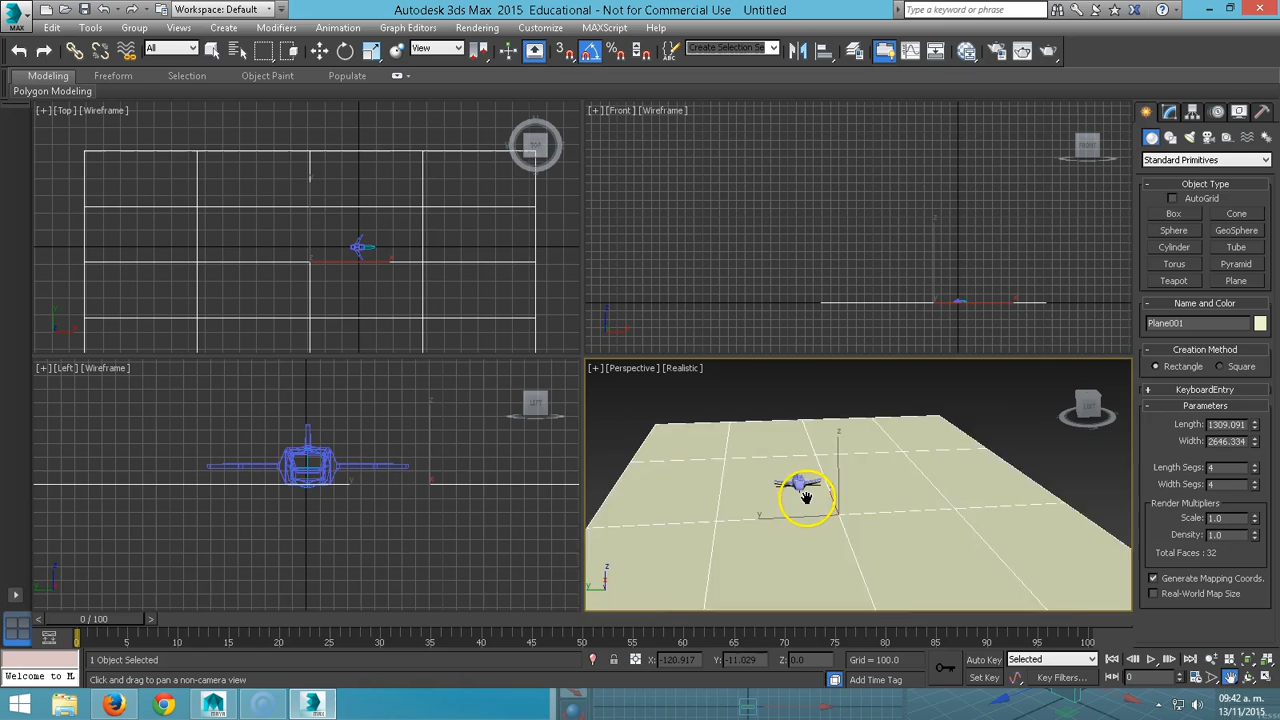 Workspace: Default
Autodesk 3ds Max 2015 Educational - Not for Commercial Use Untitled
Type a keyword or phrase
MAX
Edit Tools Group Views Create Modifiers Animation Graph Editors Rendering Customize MAXScript Help
All View Create Selection Se
Modeling Freeform Selection Object Paint Populate
Polygon Modeling
[+] [Top] [Wireframe]
[+] [Front] [Wireframe]
TOP
FRONT
Standard Primitives
Object Type
AutoGrid
Box Cone
Sphere GeoSphere
Cylinder Tube
Torus Pyramid
Teapot Plane
Name and Color
Plane001
Creation Method
Rectangle Square
KeyboardEntry
Parameters
Length: 1309.091
Width: 2646.334
Length Segs: 4
Width Segs: 4
Render Multipliers
Scale: 1.0
Density: 1.0
Total Faces : 32
Generate Mapping Coords.
Real-World Map Size
[+] [Left] [Wireframe]
[+] [Perspective] [Realistic]
LEFT
LEFT
0 / 100
0 5 10 15 20 25 30 35 40 45 50 55 60 65 70 75 80 85 90 95 100
1 Object Selected X: -120.917 Y: -11.029 Z: 0.0 Grid = 100.0 Auto Key Selected
Welcome to M Click and drag to pan a non-camera view Add Time Tag Set Key Key Filters... 0
09:42 a. m.
13/11/2015